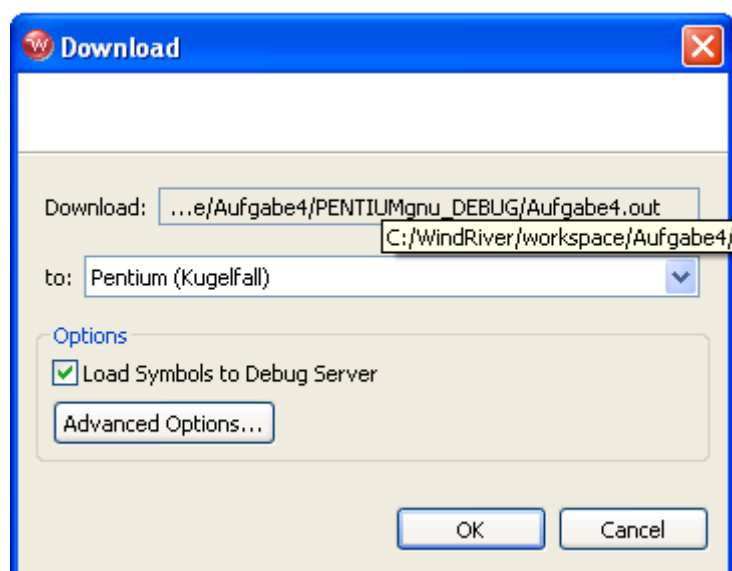 Download
Download: ...e/Aufgabe4/PENTIUMgnu_DEBUG/Aufgabe4.out
C:/WindRiver/workspace/Aufgabe4/
to: Pentium (Kugelfall)
Options
Load Symbols to Debug Server
Advanced Options...
OK Cancel